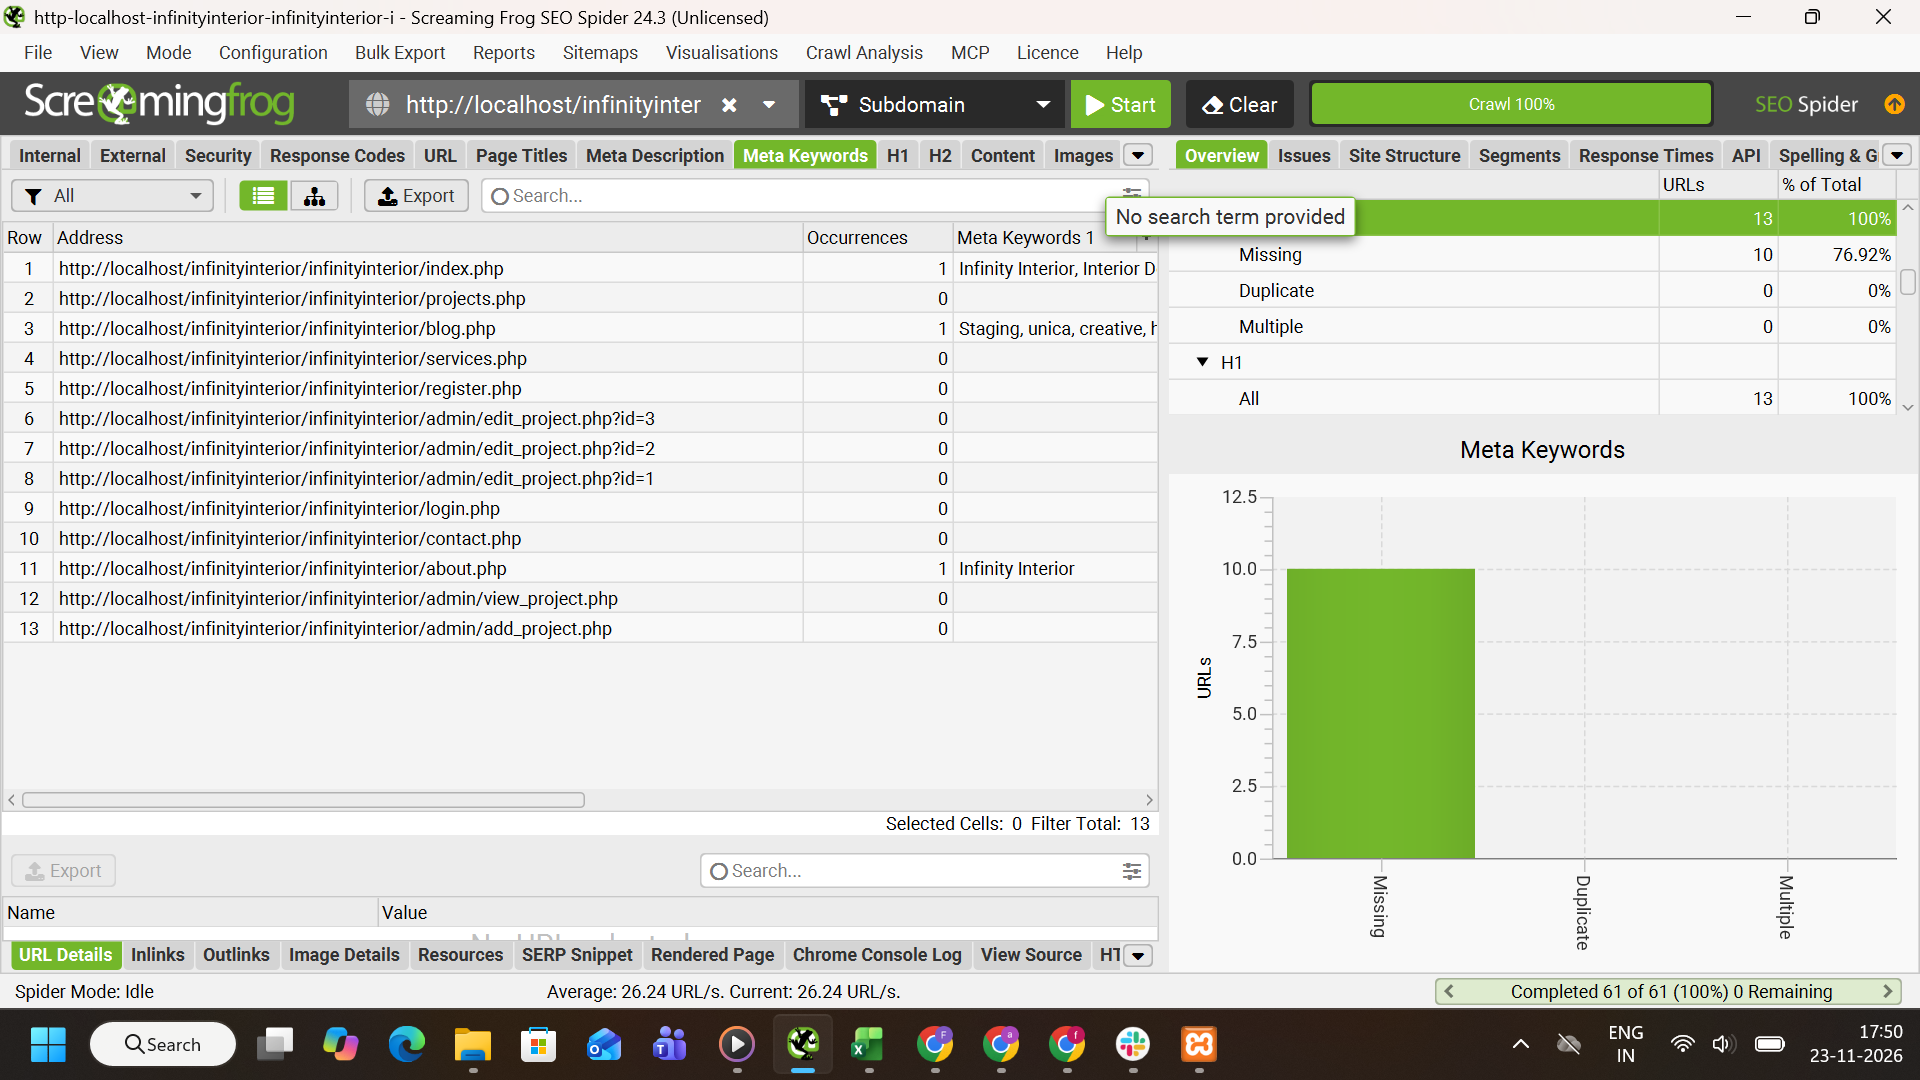 http-localhost-infinityinterior-infinityinterior-i - Screaming Frog SEO Spider 24.3 (Unlicensed)
File View Mode Configuration Bulk Export Reports Sitemaps Visualisations Crawl Analysis MCP Licence Help
Screamingfrog http://localhost/infinityinter Subdomain Start Clear Crawl 100% SEO Spider
Internal External Security Response Codes URL Page Titles Meta Description Meta Keywords H1 H2 Content Images
Overview Issues Site Structure Segments Response Times API Spelling & G
All Export Search...
URLs % of Total
No search term provided
13 100%
Missing 10 76.92%
Duplicate 0 0%
Multiple 0 0%
H1
All 13 100%
Row Address Occurrences Meta Keywords 1
1 http://localhost/infinityinterior/infinityinterior/index.php 1 Infinity Interior, Interior D
2 http://localhost/infinityinterior/infinityinterior/projects.php 0
3 http://localhost/infinityinterior/infinityinterior/blog.php 1 Staging, unica, creative, h
4 http://localhost/infinityinterior/infinityinterior/services.php 0
5 http://localhost/infinityinterior/infinityinterior/register.php 0
6 http://localhost/infinityinterior/infinityinterior/admin/edit_project.php?id=3 0
7 http://localhost/infinityinterior/infinityinterior/admin/edit_project.php?id=2 0
8 http://localhost/infinityinterior/infinityinterior/admin/edit_project.php?id=1 0
9 http://localhost/infinityinterior/infinityinterior/login.php 0
10 http://localhost/infinityinterior/infinityinterior/contact.php 0
11 http://localhost/infinityinterior/infinityinterior/about.php 1 Infinity Interior
12 http://localhost/infinityinterior/infinityinterior/admin/view_project.php 0
13 http://localhost/infinityinterior/infinityinterior/admin/add_project.php 0
Selected Cells: 0 Filter Total: 13
Meta Keywords
12.5
10.0
7.5
5.0
2.5
0.0
URLs
Missing
Duplicate
Multiple
Export Search...
Name Value
URL Details Inlinks Outlinks Image Details Resources SERP Snippet Rendered Page Chrome Console Log View Source HT
Spider Mode: Idle Average: 26.24 URL/s. Current: 26.24 URL/s. Completed 61 of 61 (100%) 0 Remaining
Search
ENG
IN
17:50
23-11-2026